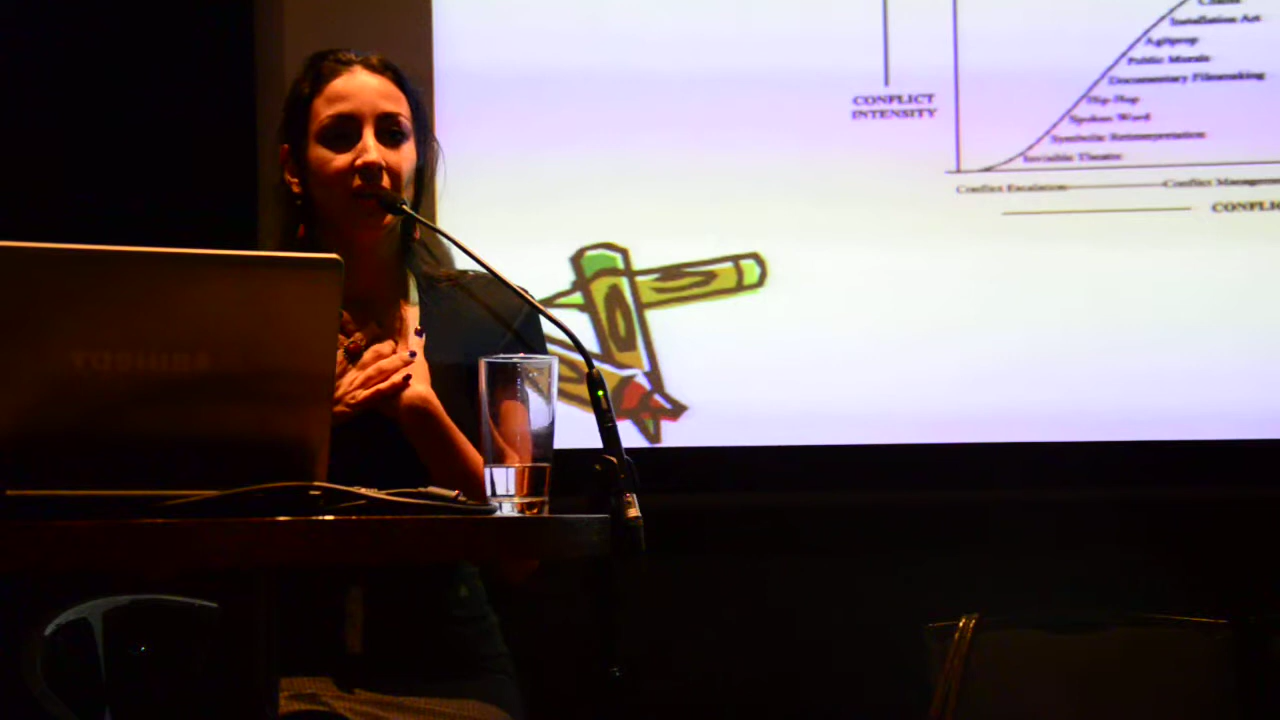 Installation Art
Agitprop
Public Murals
Documentary Filmmaking
Hip-Hop
Spoken Word
Symbolic Reinterpretation
Invisible Theatre
CONFLICT
INTENSITY
Conflict Escalation
Conflict Management
TOSHIBA